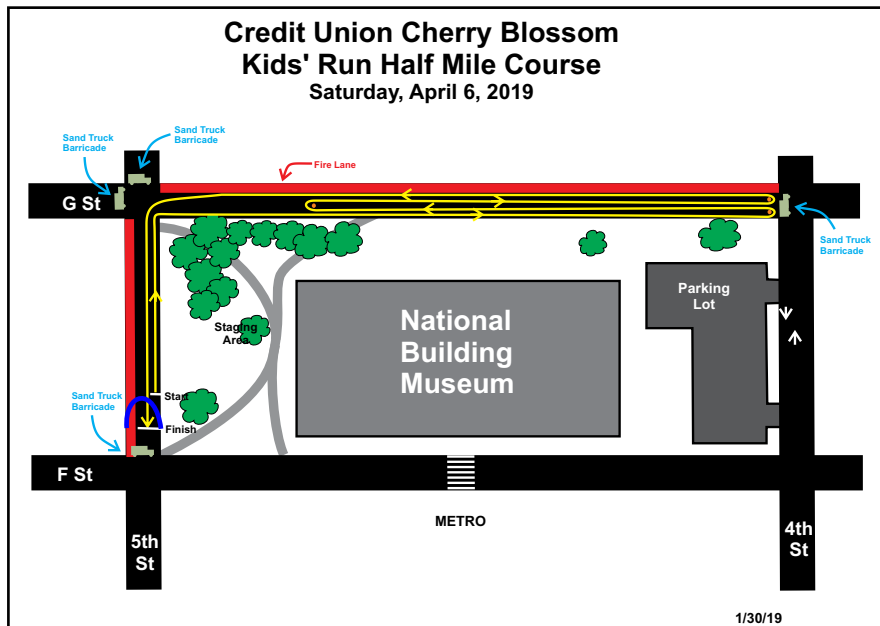 Credit Union Cherry Blossom
Kids' Run Half Mile Course
Saturday, April 6, 2019
Sand Truck
Barricade
Sand Truck
Barricade
Fire Lane
G St
Sand Truck
Barricade
Parking
Lot
National
Building
Museum
Staging
Area
Start
Sand Truck
Barricade
Finish
F St
METRO
5th
St
4th
St
1/30/19